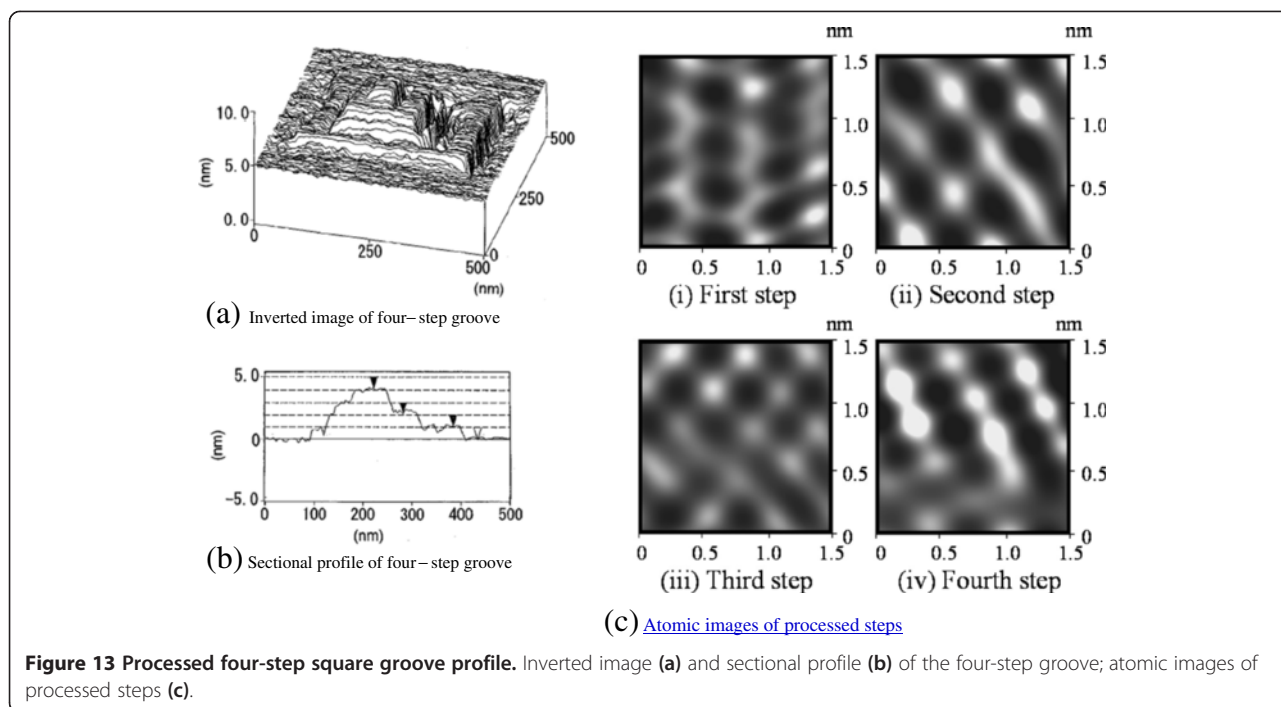 10.0
5.0
0.0
(nm)
0
250
500
(nm)
0
250
500
(a) Inverted image of four-step groove
5.0
0
-5.0
(nm)
0 100 200 300 400 500
(nm)
(b) Sectional profile of four-step groove
nm
1.5
1.0
0.5
0
0 0.5 1.0 1.5
(i) First step
nm
1.5
1.0
0.5
0
0 0.5 1.0 1.5
(ii) Second step
nm
1.5
1.0
0.5
0
0 0.5 1.0 1.5
(iii) Third step
nm
1.5
1.0
0.5
0
0 0.5 1.0 1.5
(iv) Fourth step
(c) Atomic images of processed steps
Figure 13 Processed four-step square groove profile. Inverted image (a) and sectional profile (b) of the four-step groove; atomic images of
processed steps (c).